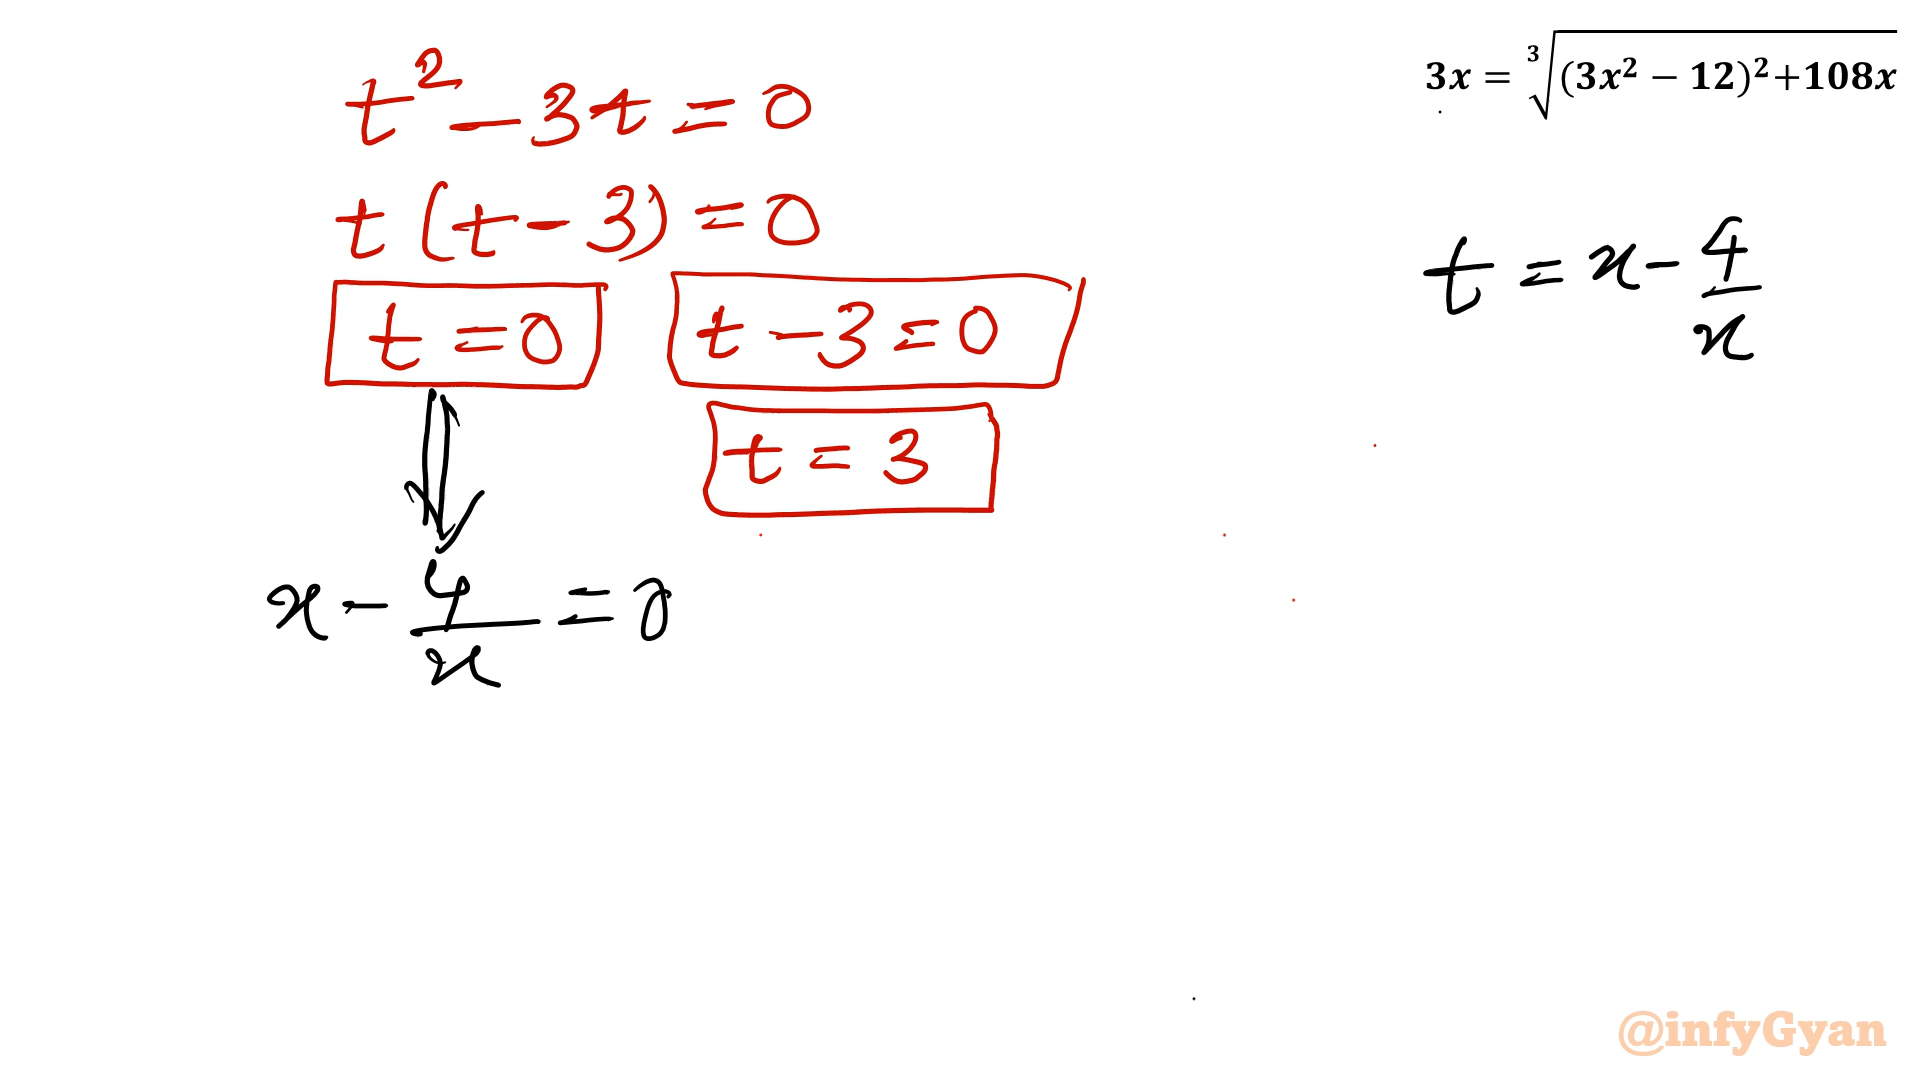 3x = ∛((3x² − 12)²+108x)
t² − 3t = 0
t (t − 3) = 0
t = x − 4/x
t = 0
t − 3 = 0
t = 3
x − 4/x = 0
@infyGyan